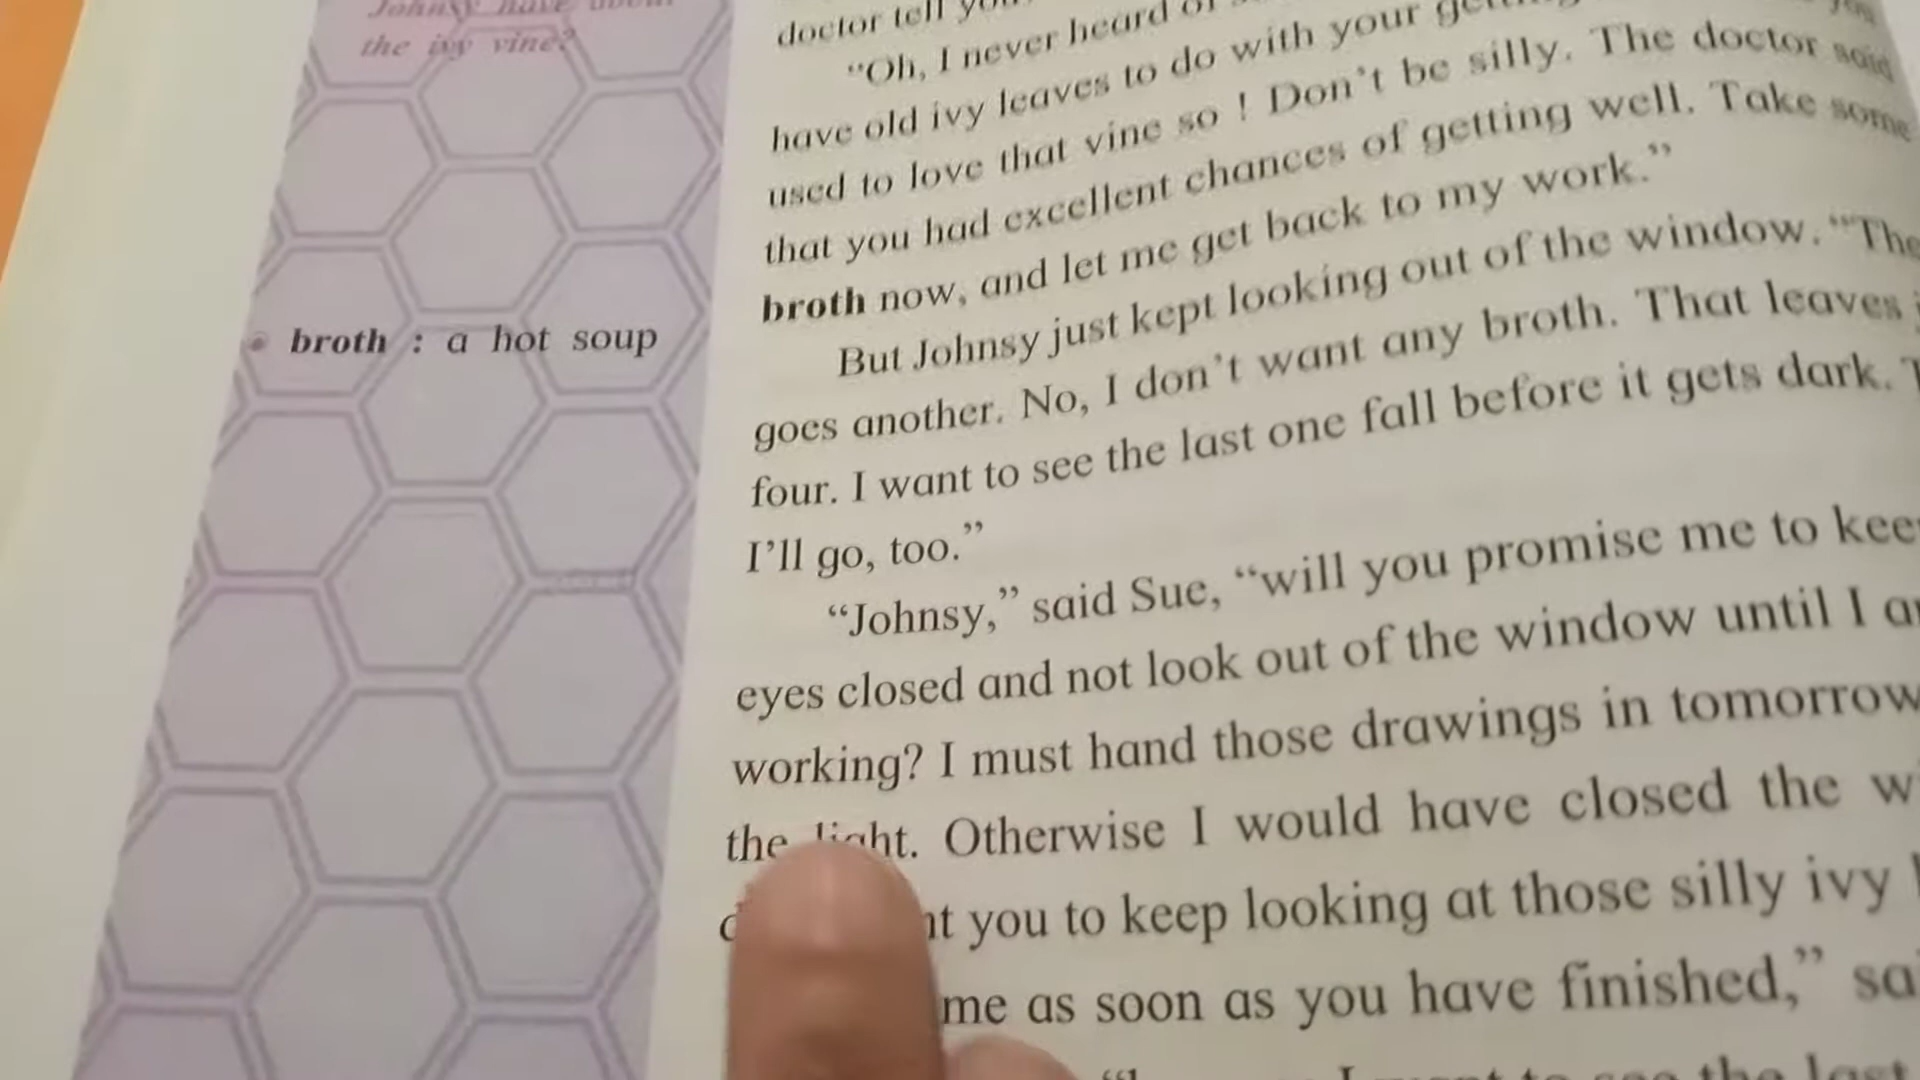 Johnsy have about
the ivy vine?
broth : a hot soup
doctor tell
"Oh, I never heard of
have old ivy leaves to do with your
used to love that vine so ! Don't be silly. The doctor said
that you had excellent chances of getting well. Take some
broth now, and let me get back to my work."
But Johnsy just kept looking out of the window. "The
goes another. No, I don't want any broth. That leaves
four. I want to see the last one fall before it gets dark.
I'll go, too."
"Johnsy," said Sue, "will you promise me to
eyes closed and not look out of the window until I
working? I must hand those drawings in tomorrow
the light. Otherwise I would have closed the
you to keep looking at those silly ivy
me as soon as you have finished,"
I to see the last